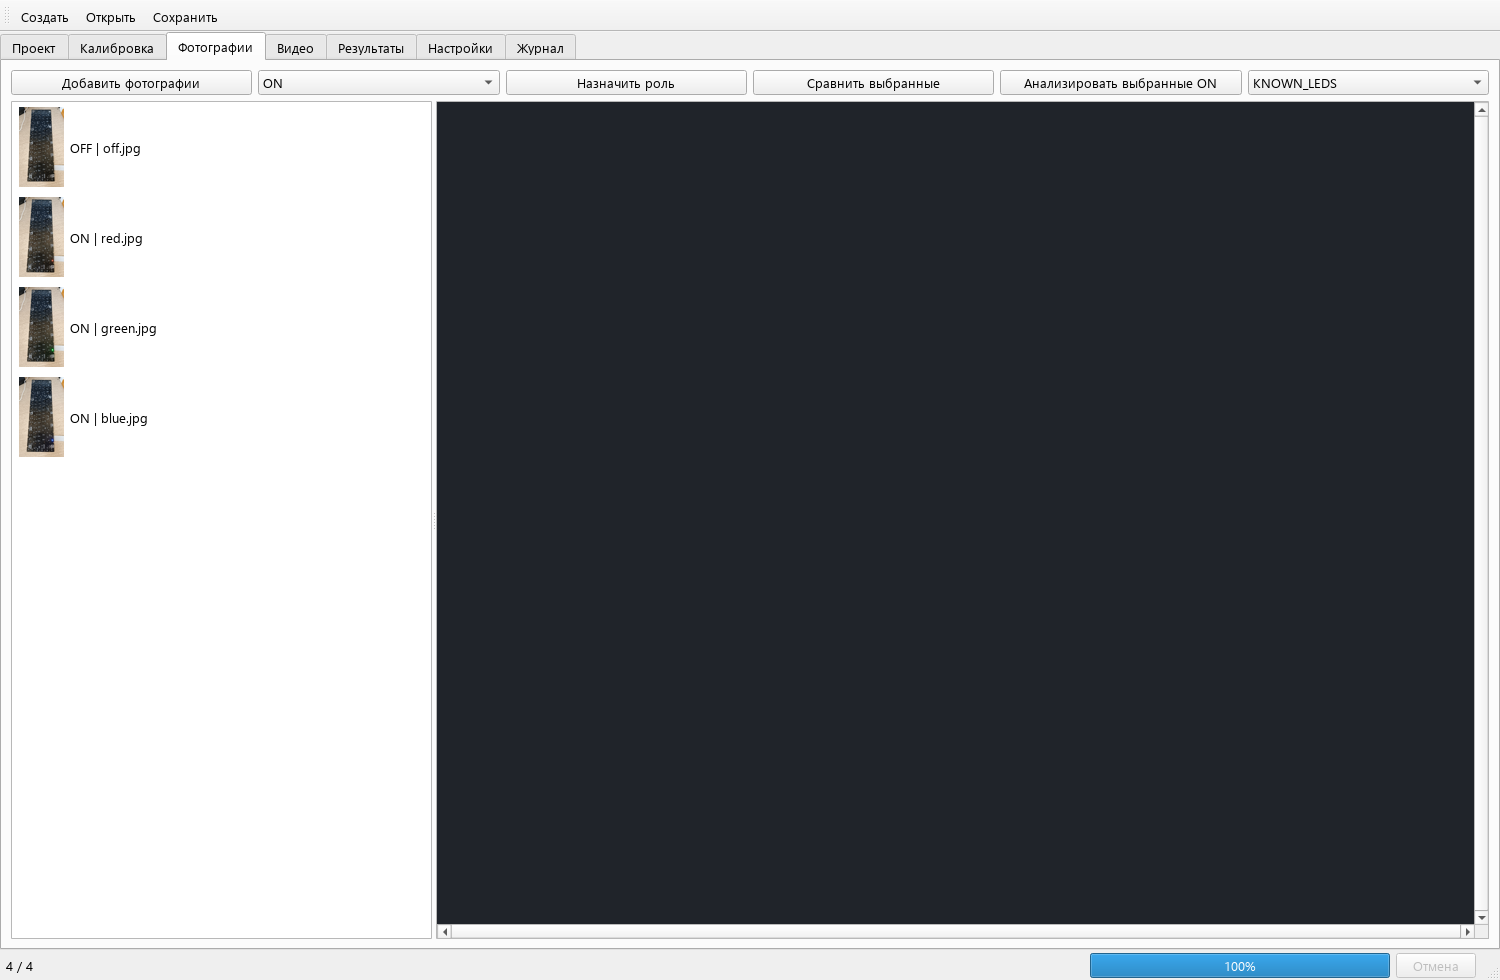 Создать Открыть Сохранить
Проект Калибровка Фотографии Видео Результаты Настройки Журнал
Добавить фотографии ON Назначить роль Сравнить выбранные Анализировать выбранные ON KNOWN_LEDS
OFF | off.jpg
ON | red.jpg
ON | green.jpg
ON | blue.jpg
4 / 4 100% Отмена